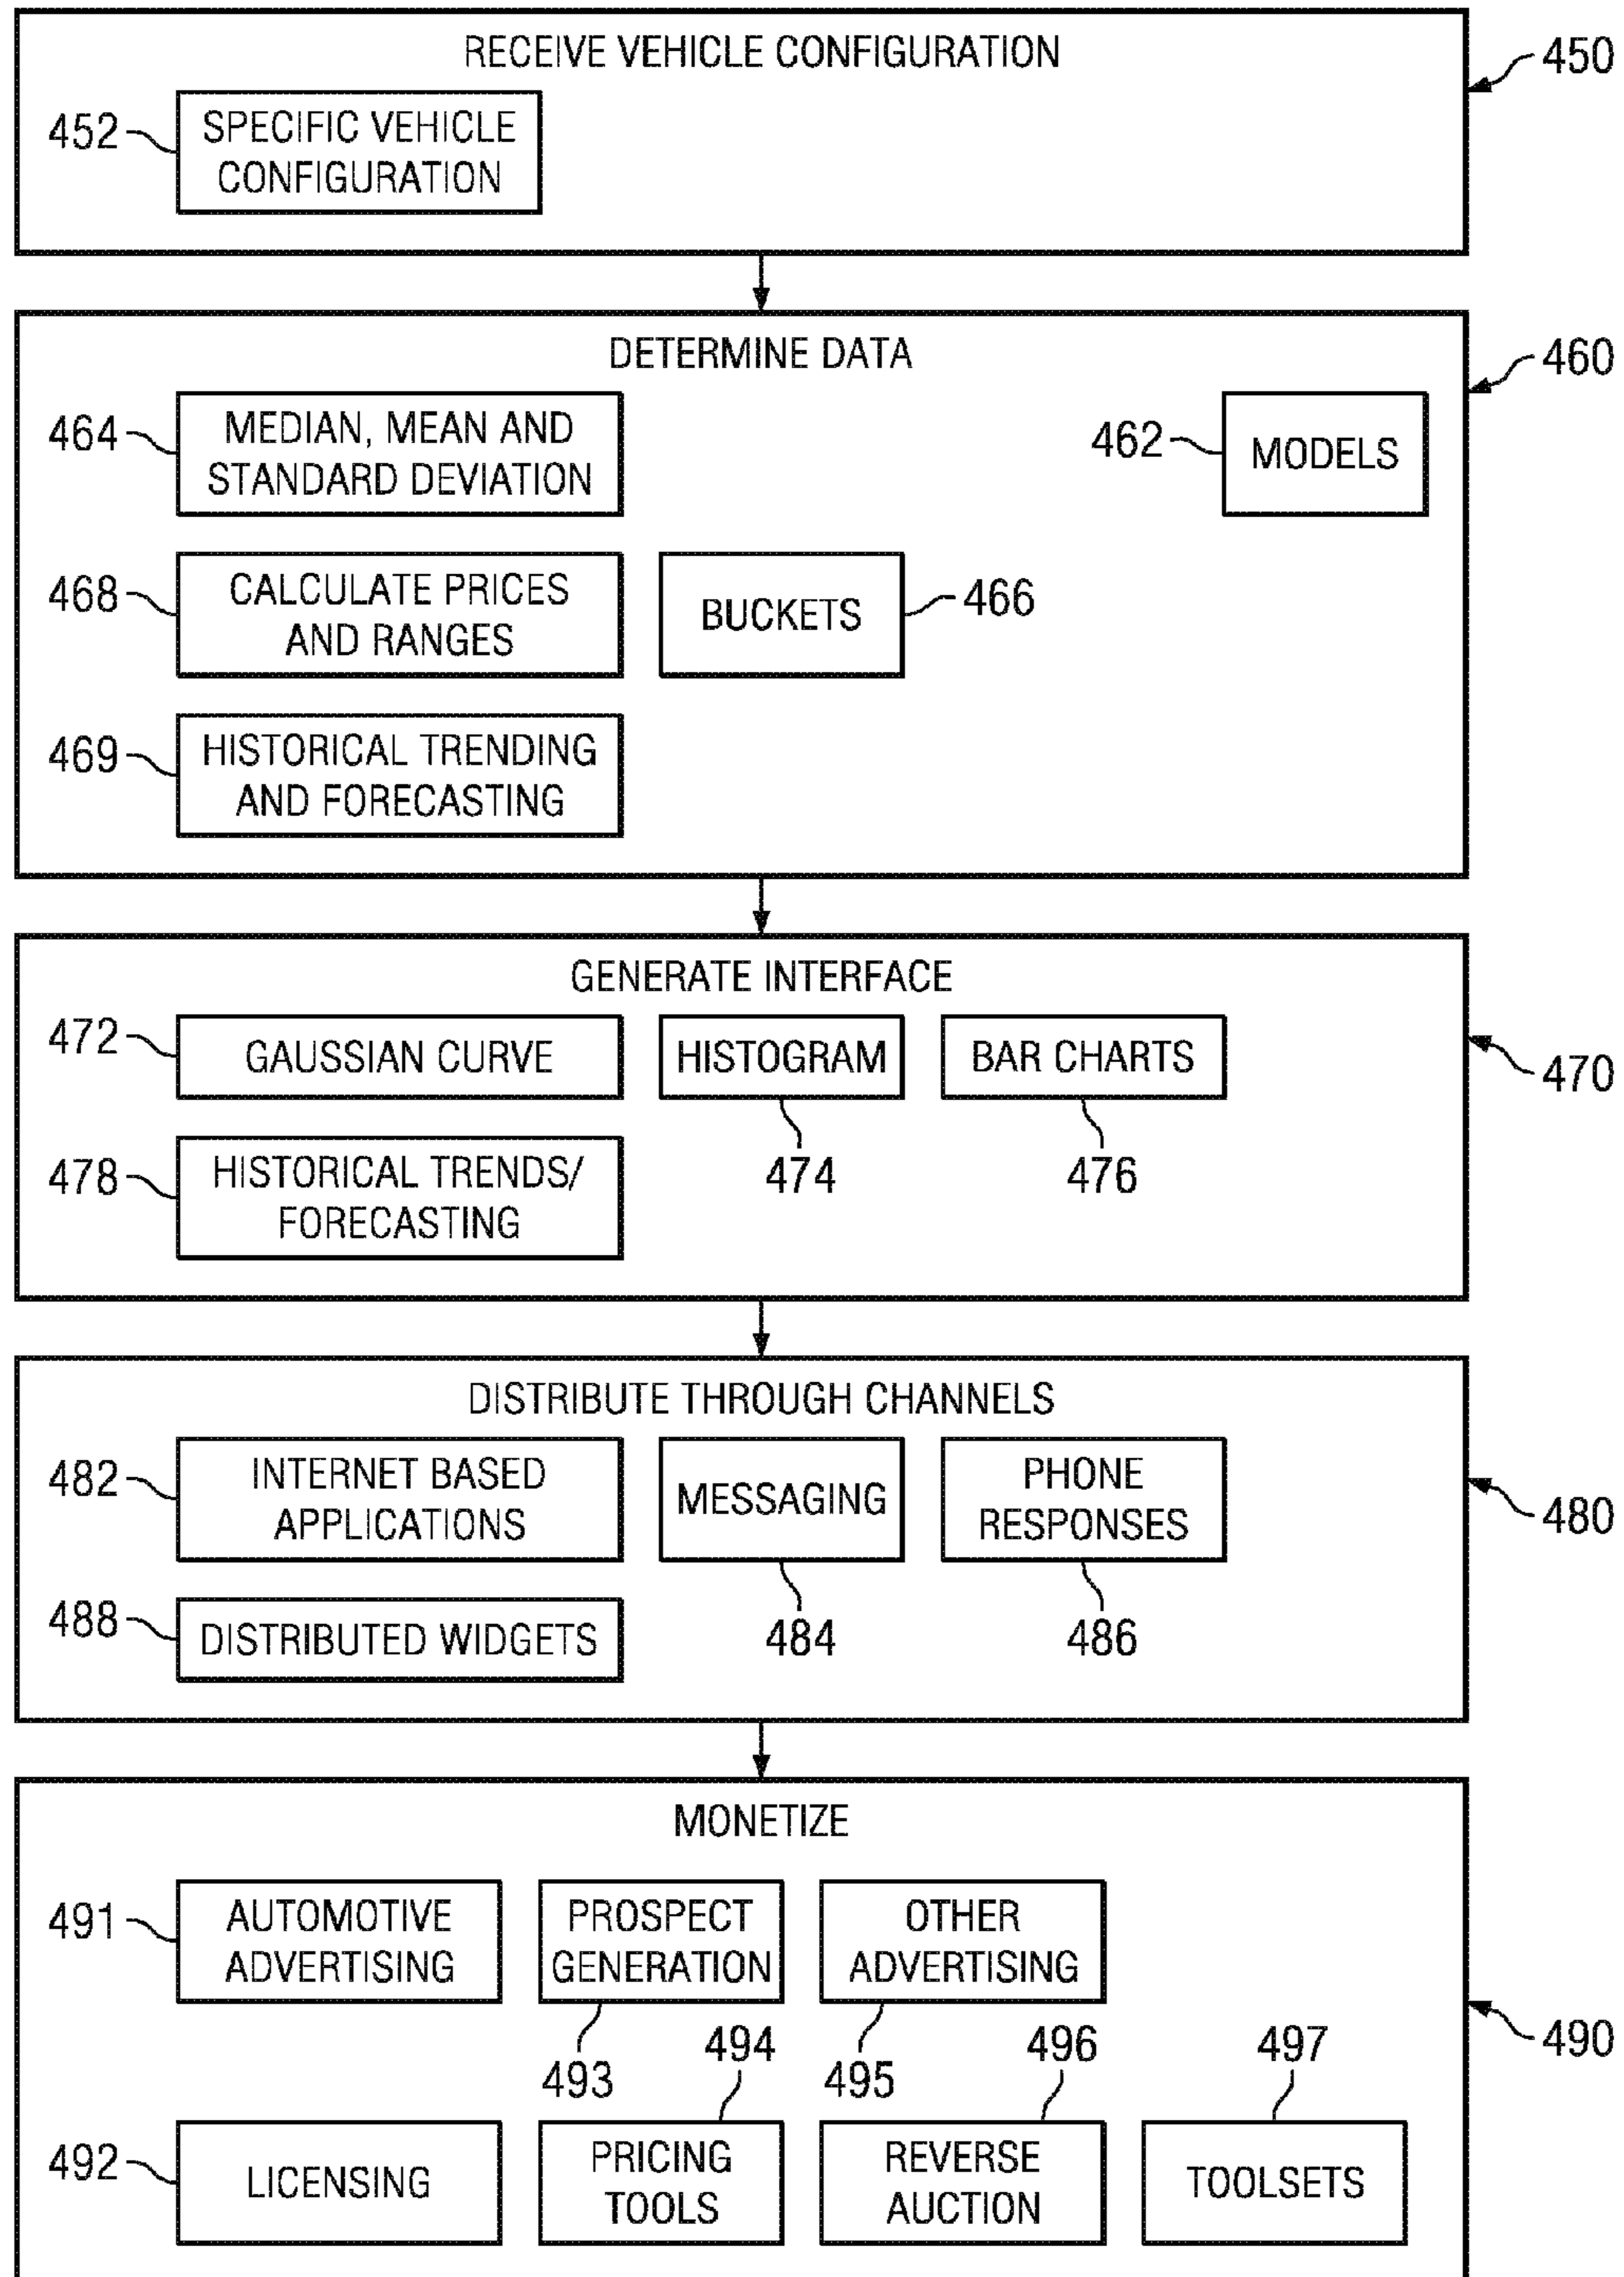 RECEIVE VEHICLE CONFIGURATION
450
452
SPECIFIC VEHICLE
CONFIGURATION
DETERMINE DATA
460
464
MEDIAN, MEAN AND
STANDARD DEVIATION
462
MODELS
468
CALCULATE PRICES
AND RANGES
BUCKETS
466
469
HISTORICAL TRENDING
AND FORECASTING
GENERATE INTERFACE
472
GAUSSIAN CURVE
HISTOGRAM
BAR CHARTS
470
474
476
478
HISTORICAL TRENDS/
FORECASTING
DISTRIBUTE THROUGH CHANNELS
482
INTERNET BASED
APPLICATIONS
MESSAGING
PHONE
RESPONSES
480
484
486
488
DISTRIBUTED WIDGETS
MONETIZE
491
AUTOMOTIVE
ADVERTISING
PROSPECT
GENERATION
OTHER
ADVERTISING
490
493
494
495
496
497
492
LICENSING
PRICING
TOOLS
REVERSE
AUCTION
TOOLSETS